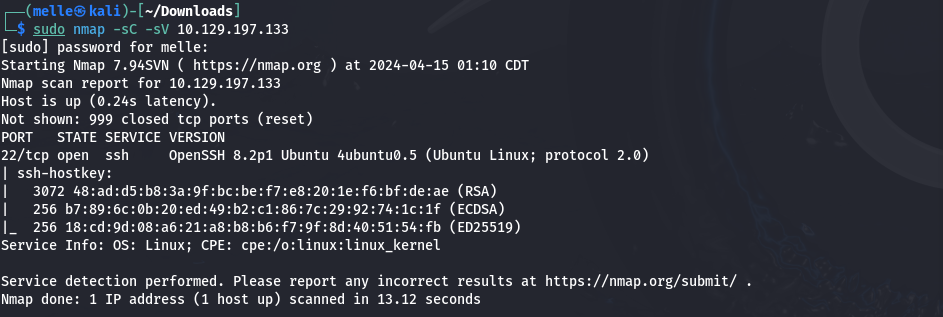 ┌──(melle㉿kali)-[~/Downloads]
└─$ sudo nmap -sC -sV 10.129.197.133
[sudo] password for melle:
Starting Nmap 7.94SVN ( https://nmap.org ) at 2024-04-15 01:10 CDT
Nmap scan report for 10.129.197.133
Host is up (0.24s latency).
Not shown: 999 closed tcp ports (reset)
PORT   STATE SERVICE VERSION
22/tcp open  ssh     OpenSSH 8.2p1 Ubuntu 4ubuntu0.5 (Ubuntu Linux; protocol 2.0)
| ssh-hostkey:
|   3072 48:ad:d5:b8:3a:9f:bc:be:f7:e8:20:1e:f6:bf:de:ae (RSA)
|   256 b7:89:6c:0b:20:ed:49:b2:c1:86:7c:29:92:74:1c:1f (ECDSA)
|_  256 18:cd:9d:08:a6:21:a8:b8:b6:f7:9f:8d:40:51:54:fb (ED25519)
Service Info: OS: Linux; CPE: cpe:/o:linux:linux_kernel

Service detection performed. Please report any incorrect results at https://nmap.org/submit/ .
Nmap done: 1 IP address (1 host up) scanned in 13.12 seconds